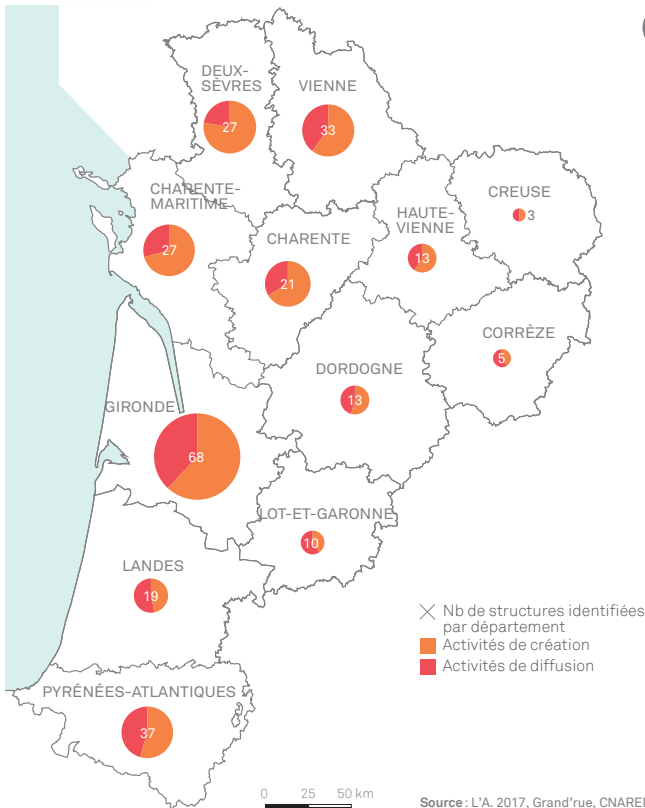 DEUX-
SÈVRES
27
VIENNE
33
CHARENTE-
MARITIME
27
CHARENTE
21
HAUTE-
VIENNE
13
CREUSE
3
CORRÈZE
5
DORDOGNE
13
GIRONDE
68
LOT-ET-GARONNE
10
LANDES
19
PYRÉNÉES-ATLANTIQUES
37
Nb de structures identifiées
par département
Activités de création
Activités de diffusion
0 25 50 km
Source : L'A. 2017, Grand'rue, CNAREP